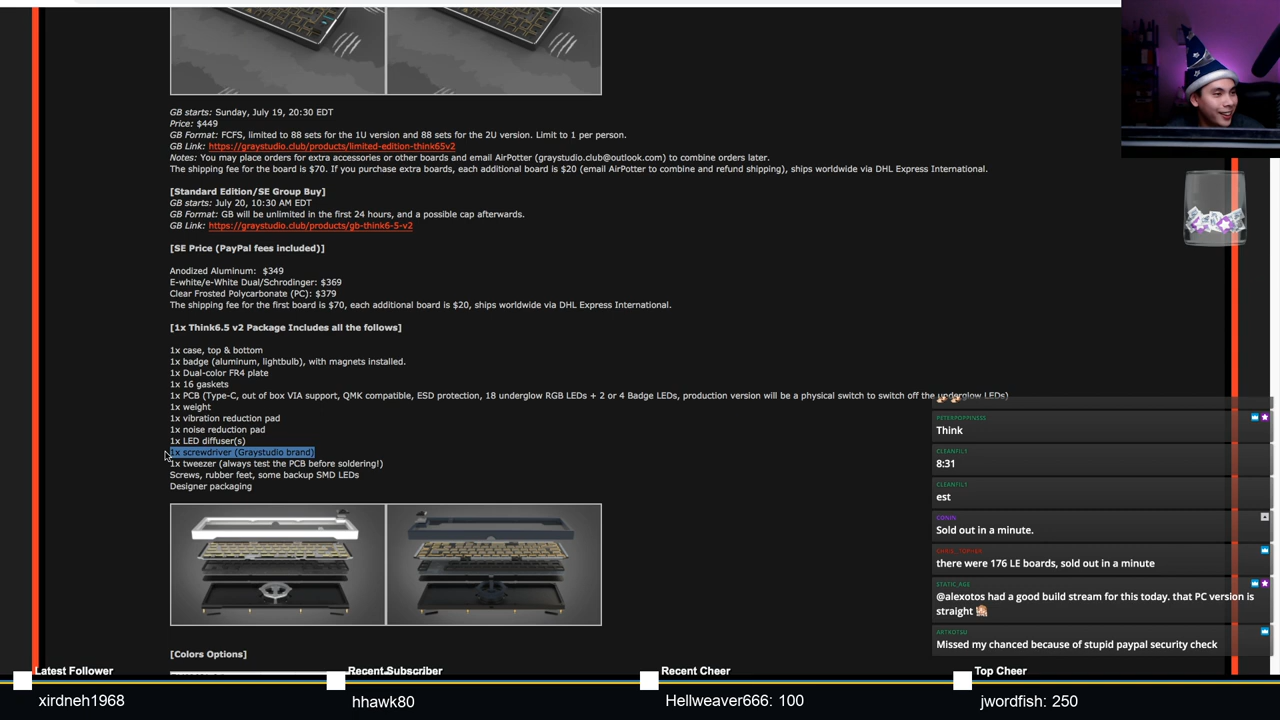 GB starts: Sunday, July 19, 20:30 EDT
Price: $449
GB Format: FCFS, limited to 88 sets for the 1U version and 88 sets for the 2U version. Limit to 1 per person.
GB Link: https://graystudio.club/products/limited-edition-think65v2
Notes: You may place orders for extra accessories or other boards and email AirPotter (graystudio.club@outlook.com) to combine orders later.
The shipping fee for the board is $70. If you purchase extra boards, each additional board is $20 (email AirPotter to combine and refund shipping), ships worldwide via DHL Express International.
[Standard Edition/SE Group Buy]
GB starts: July 20, 10:30 AM EDT
GB Format: GB will be unlimited in the first 24 hours, and a possible cap afterwards.
GB Link: https://graystudio.club/products/gb-think6-5-v2
[SE Price (PayPal fees included)]
Anodized Aluminum: $349
E-white/e-White Dual/Schrodinger: $369
Clear Frosted Polycarbonate (PC): $379
The shipping fee for the first board is $70, each additional board is $20, ships worldwide via DHL Express International.
[1x Think6.5 v2 Package Includes all the follows]
1x case, top & bottom
1x badge (aluminum, lightbulb), with magnets installed.
1x Dual-color FR4 plate
1x 16 gaskets
1x PCB (Type-C, out of box VIA support, QMK compatible, ESD protection, 18 underglow RGB LEDs + 2 or 4 Badge LEDs, production version will be a physical switch to switch off the underglow LEDs)
1x weight
1x vibration reduction pad
1x noise reduction pad
1x LED diffuser(s)
1x screwdriver (Graystudio brand)
1x tweezer (always test the PCB before soldering!)
Screws, rubber feet, some backup SMD LEDs
Designer packaging
[Colors Options]
PETERPOPPINESS
Think
CLEANFIL1
8:31
CLEANFIL1
est
CONIN
Sold out in a minute.
CHRIS_TOPHER
there were 176 LE boards, sold out in a minute
STATIC_AGE
@alexotos had a good build stream for this today. that PC version is
straight
ARTKOTSU
Missed my chanced because of stupid paypal security check
Latest Follower
xirdneh1968
Recent Subscriber
hhawk80
Recent Cheer
Hellweaver666: 100
Top Cheer
jwordfish: 250